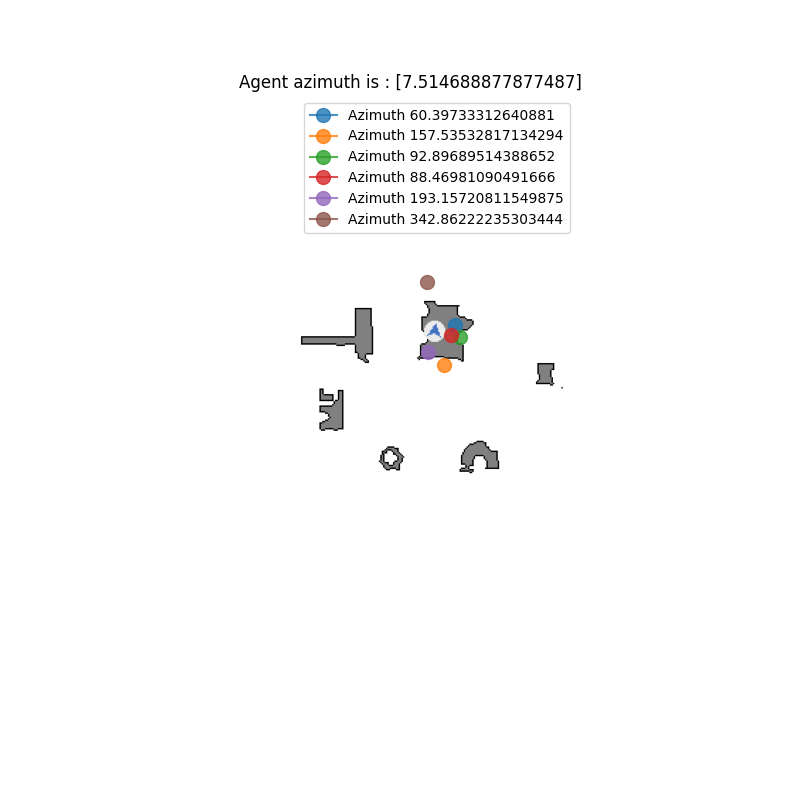 Agent azimuth is : [7.514688877877487]
Azimuth 60.39733312640881
Azimuth 157.53532817134294
Azimuth 92.89689514388652
Azimuth 88.46981090491666
Azimuth 193.15720811549875
Azimuth 342.86222235303444